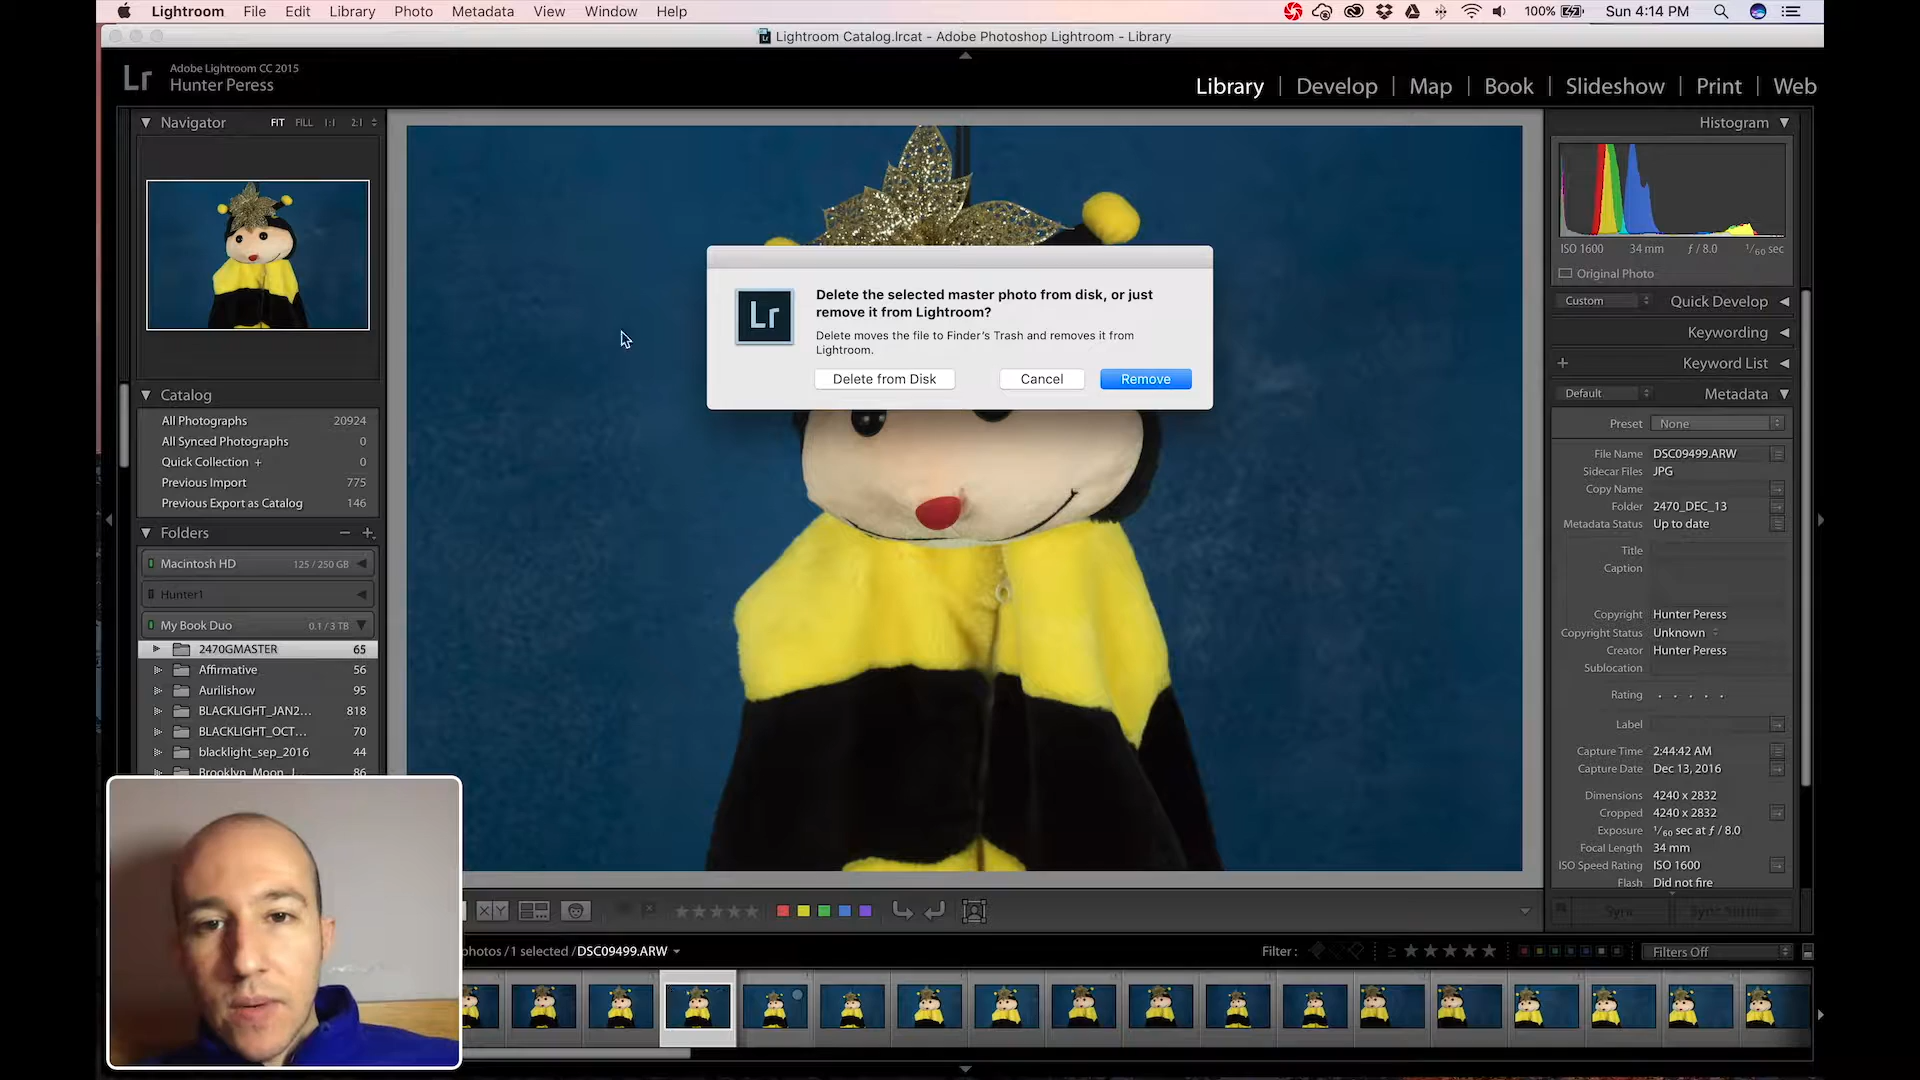 Lightroom File Edit Library Photo Metadata View Window Help 100% Sun 4:14 PM
Lightroom Catalog.lrcat - Adobe Photoshop Lightroom - Library
Lr Adobe Lightroom CC 2015
Hunter Peress
Library | Develop | Map | Book | Slideshow | Print | Web
Navigator FIT FILL 1:1 2:1
Catalog
All Photographs 20924
All Synced Photographs 0
Quick Collection + 0
Previous Import 775
Previous Export as Catalog 146
Folders − +
Macintosh HD 125 / 250 GB
Hunter1
My Book Duo 0.1 / 3 TB
2470GMASTER 65
Affirmative 56
Aurilishow 95
BLACKLIGHT_JAN2... 818
BLACKLIGHT_OCT... 70
blacklight_sep_2016 44
Brooklyn_Moon_J... 86
Lr
Delete the selected master photo from disk, or just
remove it from Lightroom?
Delete moves the file to Finder's Trash and removes it from
Lightroom.
Delete from Disk Cancel Remove
Histogram
ISO 1600 34 mm ƒ / 8.0 1/60 sec
Original Photo
Custom Quick Develop
Keywording
+ Keyword List
Default Metadata
Preset None
File Name DSC09499.ARW
Sidecar Files JPG
Copy Name
Folder 2470_DEC_13
Metadata Status Up to date
Title
Caption
Copyright Hunter Peress
Copyright Status Unknown
Creator Hunter Peress
Sublocation
Rating . . . . .
Label
Capture Time 2:44:42 AM
Capture Date Dec 13, 2016
Dimensions 4240 x 2832
Cropped 4240 x 2832
Exposure 1/60 sec at ƒ / 8.0
Focal Length 34 mm
ISO Speed Rating ISO 1600
Flash Did not fire
Sync Sync Settings
X Y
photos / 1 selected / DSC09499.ARW
Filter : ≥ Filters Off